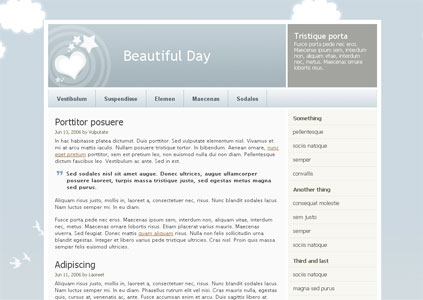 Beautiful Day
Tristique porta
Fusce porta pede nec eros.
Maecenas ipsum sem, interdum
non, aliquam vitae, interdum
nec, metus. Maecenas ornare
lobortis risus.
Vestibulum
Suspendisse
Elemen
Maecenas
Sodales
Porttitor posuere
Jun 13, 2006 by Vulputate
In hac habitasse platea dictumst. Duis porttitor. Sed vulputate elementum nisl. Vivamus et
mi at arcu mattis iaculis. Nullam posuere tristique tortor. In bibendum. Aenean ornare, nunc
eget pretium porttitor, sem est pretium leo, non euismod nulla dui non diam. Pellentesque
dictum faucibus leo. Vestibulum ac ante. Sed in est.
Sed sodales nisl sit amet augue. Donec ultrices, augue ullamcorper
posuere laoreet, turpis massa tristique justo, sed egestas metus magna
sed purus.
Aliquam risus justo, mollis in, laoreet a, consectetuer nec, risus. Nunc blandit sodales lacus.
Nam luctus semper mi. In eu diam.
Fusce porta pede nec eros. Maecenas ipsum sem, interdum non, aliquam vitae, interdum
nec, metus. Maecenas ornare lobortis risus. Etiam placerat varius mauris. Maecenas
viverra. Sed feugiat. Donec mattis quam aliquam risus. Nulla non felis sollicitudin urna
blandit egestas. Integer et libero varius pede tristique ultricies. Cras nisl. Proin quis massa
semper felis euismod ultricies.
Adipiscing
Jun 11, 2006 by Laoreet
Aliquam risus justo, mollis in, laoreet a, consectetuer nec, risus. Nunc blandit sodales lacus.
Nam luctus semper mi. In eu diam. Phasellus rutrum elit vel nisi. Cras mauris nulla, egestas
quis, cursus at, venenatis ac, ante. Fusce accumsan enim et arcu. Duis sagittis libero at
Something
pellentesque
sociis natoque
semper
convallis
Another thing
consequat molestie
sem justo
semper
sociis natoque
Third and last
sociis natoque
magna sed purus